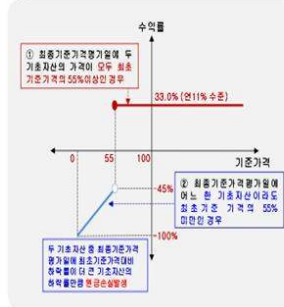 수익률
① 최종기준가격평가일에 두
기초자산의 가격이 모두 최초
기준가격의 55%이상인 경우
33.0% (연11% 수준)
0 55 100
기준가격
-45%
② 최종기준가격평가일에
어느 한 기초자산이라도
최초기준 가격의 55%
미만인 경우
-100%
두 기초자산 중 최종기준가격
평가일에 최초기준가격대비
하락률이 더 큰 기초자산의
하락률만큼 원금손실발생